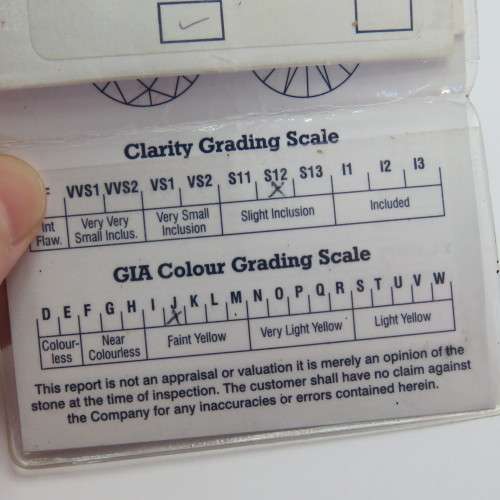 Clarity Grading Scale
VVS1 VVS2 VS1 VS2 S11 S12 S13 I1 I2 I3
Int Flaw. Very Very Small Inclus. Very Small Inclusion Slight Inclusion Included
GIA Colour Grading Scale
D E F G H I J K L M N O P Q R S T U V W
Colour-less Near Colourless Faint Yellow Very Light Yellow Light Yellow
This report is not an appraisal or valuation it is merely an opinion of the
stone at the time of inspection. The customer shall have no claim against
the Company for any inaccuracies or errors contained herein.